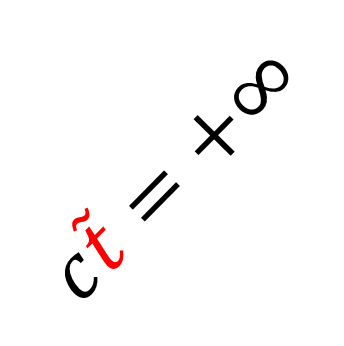 ct̃ = +∞